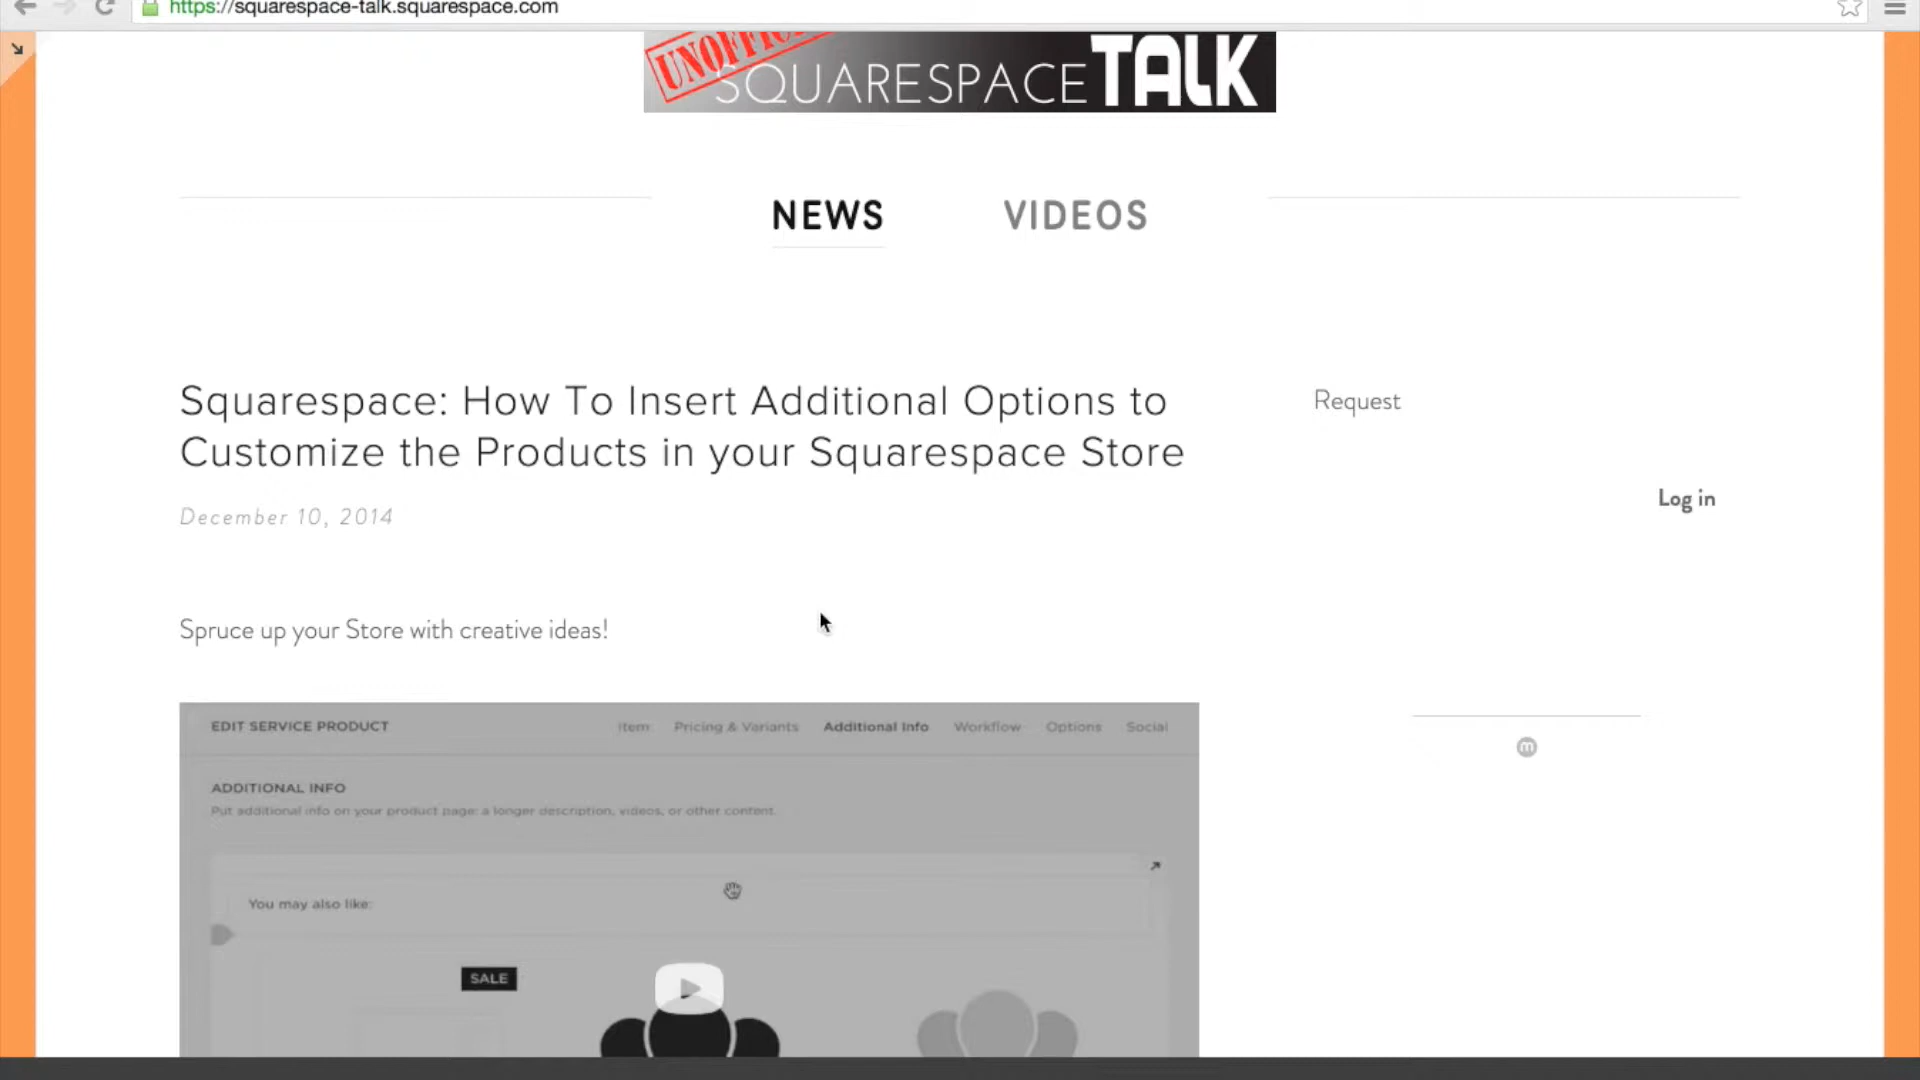 https://squarespace-talk.squarespace.com
UNOFFICIAL
SQUARESPACE TALK
NEWS VIDEOS
Squarespace: How To Insert Additional Options to
Customize the Products in your Squarespace Store
December 10, 2014
Request
Log in
Spruce up your Store with creative ideas!
EDIT SERVICE PRODUCT Item Pricing & Variants Additional Info Workflow Options Social
ADDITIONAL INFO
Put additional info on your product page: a longer description, videos, or other content.
You may also like:
SALE
m